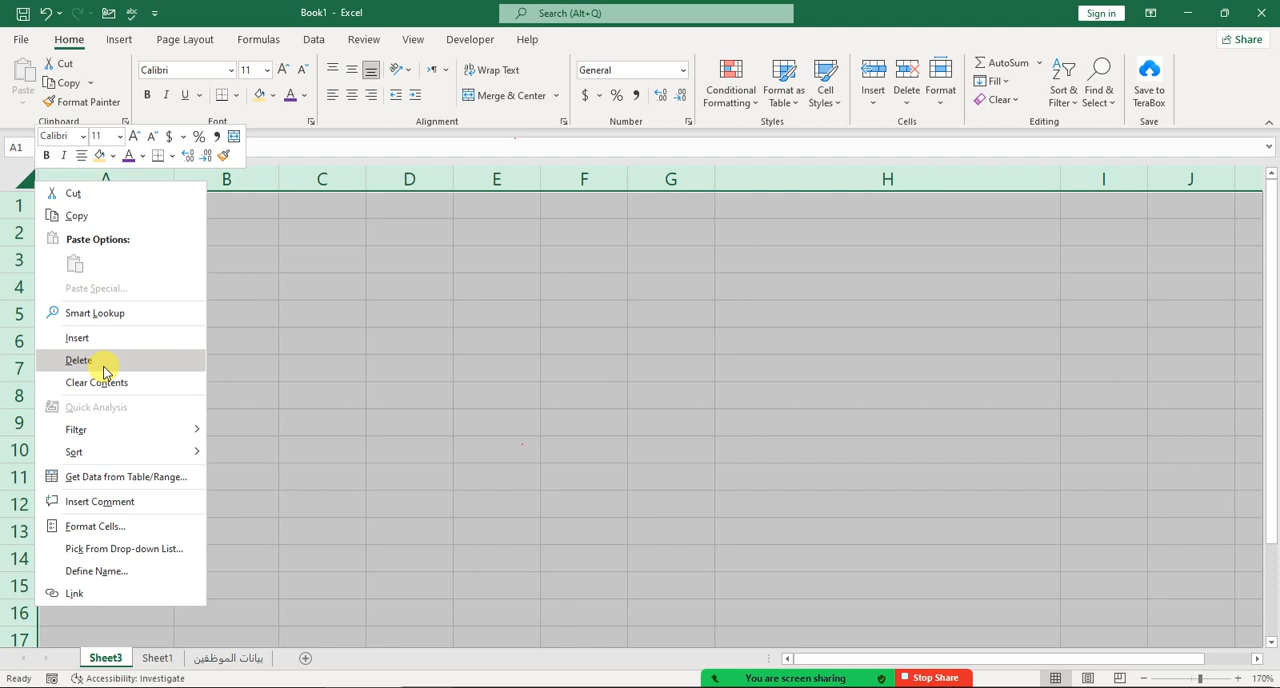 Book1 - Excel
Search (Alt+Q)
Sign in
File Home Insert Page Layout Formulas Data Review View Developer Help
Share
Paste
Cut
Copy
Format Painter
Clipboard
Calibri 11
B I U
Font
Wrap Text
Merge & Center
Alignment
General
$ % ,
Number
Conditional Formatting
Format as Table
Cell Styles
Styles
Insert Delete Format
Cells
AutoSum
Fill
Clear
Sort & Filter
Find & Select
Editing
Save to TeraBox
Save
A1
Calibri 11
$ % ,
B I
A B C D E F G H I J
1
2
3
4
5
6
7
8
9
10
11
12
13
14
15
16
17
Cut
Copy
Paste Options:
Paste Special...
Smart Lookup
Insert
Delete
Clear Contents
Quick Analysis
Filter
Sort
Get Data from Table/Range...
Insert Comment
Format Cells...
Pick From Drop-down List...
Define Name...
Link
Sheet3 Sheet1 بيانات الموظفين
Ready
Accessibility: Investigate
You are screen sharing
Stop Share
170%